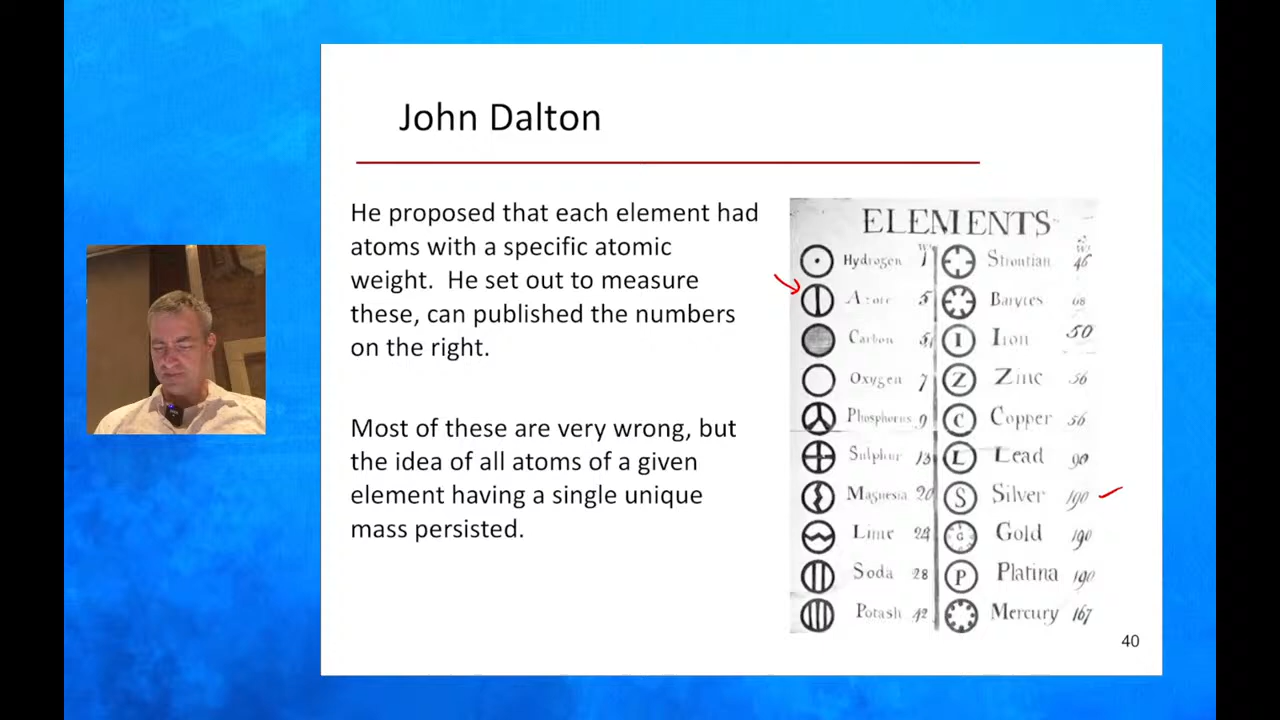 John Dalton
He proposed that each element had
atoms with a specific atomic
weight.  He set out to measure
these, can published the numbers
on the right.
Most of these are very wrong, but
the idea of all atoms of a given
element having a single unique
mass persisted.
ELEMENTS
Hydrogen 1
Azote 5
Carbon 5
Oxygen 7
Phosphorus 9
Sulphur 13
Magnesia 20
Lime 24
Soda 28
Potash 42
Strontian 46
Barytes 68
I Iron 50
Z Zinc 56
C Copper 56
L Lead 90
S Silver 190
G Gold 190
P Platina 190
Mercury 167
40